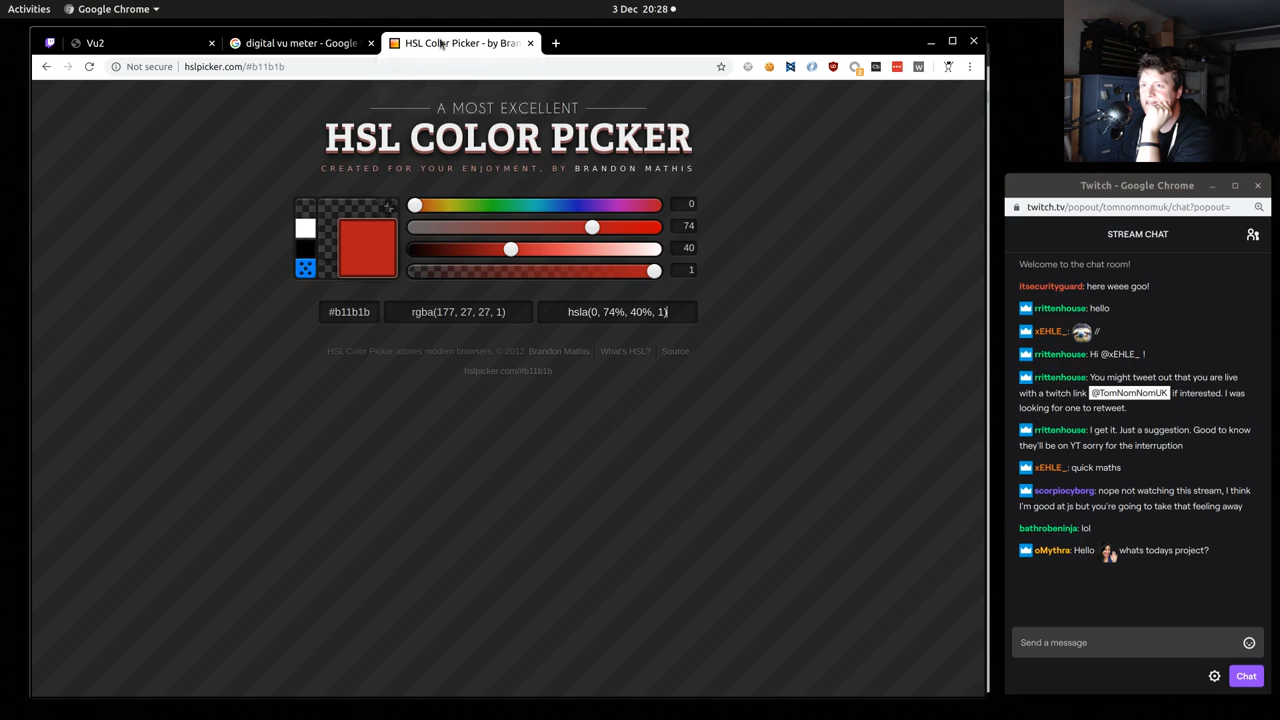 Activities
Google Chrome
3 Dec 20:28
Vu2
digital vu meter - Google
HSL Color Picker - by Bran
Not secure
hslpicker.com/#b11b1b
A MOST EXCELLENT
HSL COLOR PICKER
CREATED FOR YOUR ENJOYMENT, BY BRANDON MATHIS
0
74
40
1
#b11b1b
rgba(177, 27, 27, 1)
hsla(0, 74%, 40%, 1)
HSL Color Picker adores modern browsers. © 2012 Brandon Mathis
What's HSL?
Source
hslpicker.com/#b11b1b
Twitch - Google Chrome
twitch.tv/popout/tomnomnomuk/chat?popout=
STREAM CHAT
Welcome to the chat room!
itsecurityguard: here weee goo!
rrittenhouse: hello
xEHLE_: //
rrittenhouse: Hi @xEHLE_ !
rrittenhouse: You might tweet out that you are live
with a twitch link @TomNomNomUK if interested. I was
looking for one to retweet.
rrittenhouse: I get it. Just a suggestion. Good to know
they'll be on YT sorry for the interruption
xEHLE_: quick maths
scorpiocyborg: nope not watching this stream, I think
I'm good at js but you're going to take that feeling away
bathrobeninja: lol
oMythra: Hello whats todays project?
Send a message
Chat